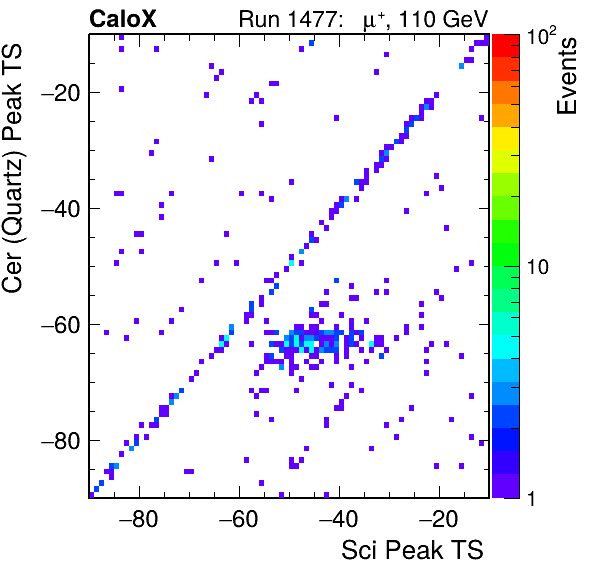 CaloX Run 1477: μ⁺, 110 GeV
Cer (Quartz) Peak TS
−20
−40
−60
−80
−80 −60 −40 −20
Sci Peak TS
10²
10
1
Events